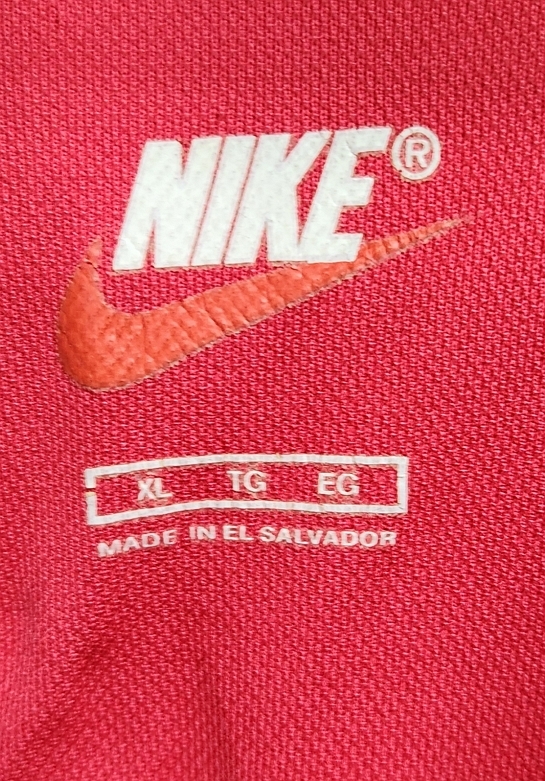 NIKE®
XL TG EG
MADE IN EL SALVADOR